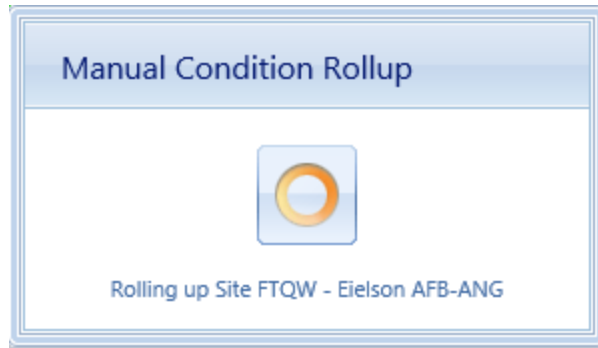 Manual Condition Rollup
Rolling up Site FTQW - Eielson AFB-ANG